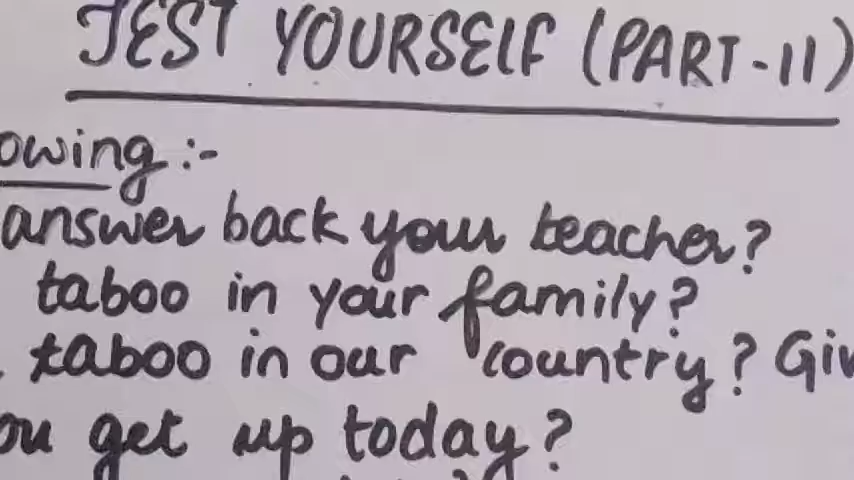 TEST YOURSELF (PART-II)
owing:-
answer back your teacher?
taboo in your family?
taboo in our country? Giv
ou get up today?